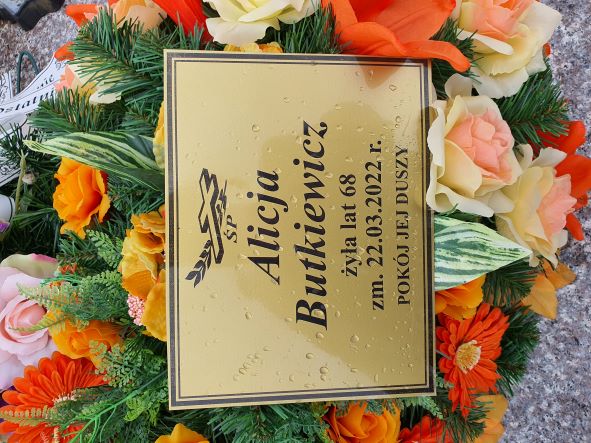 ŚP
Alicja
Butkiewicz
żyła lat 68
zm. 22.03.2022 r.
POKÓJ JEJ DUSZY